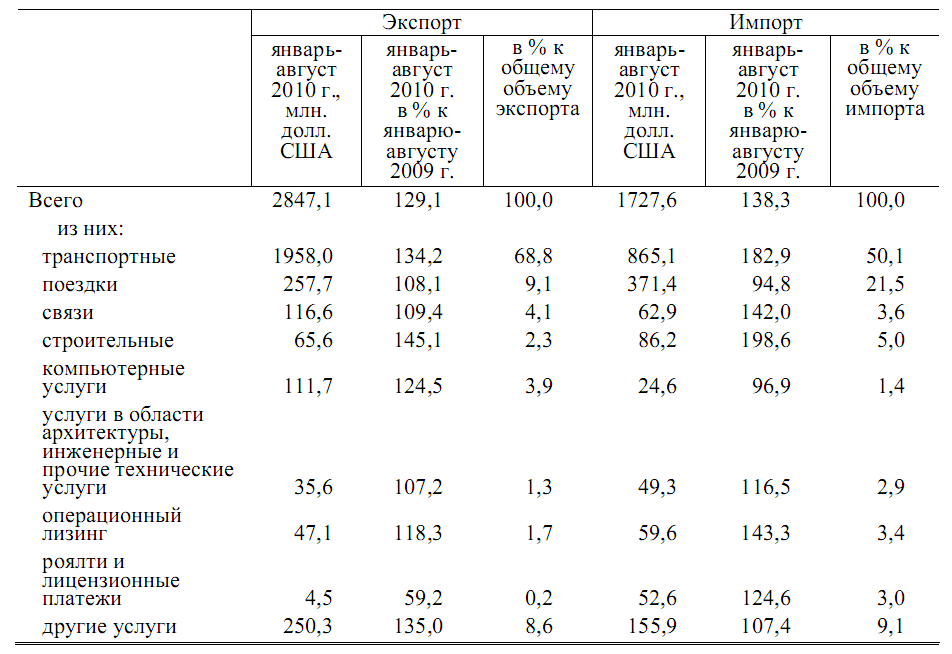 Экспорт Импорт
январь-август 2010 г., млн. долл. США январь-август 2010 г. в % к январю-августу 2009 г. в % к общему объему экспорта январь-август 2010 г., млн. долл. США январь-август 2010 г. в % к январю-августу 2009 г. в % к общему объему импорта
Всего 2847,1 129,1 100,0 1727,6 138,3 100,0
из них:
транспортные 1958,0 134,2 68,8 865,1 182,9 50,1
поездки 257,7 108,1 9,1 371,4 94,8 21,5
связи 116,6 109,4 4,1 62,9 142,0 3,6
строительные 65,6 145,1 2,3 86,2 198,6 5,0
компьютерные
услуги 111,7 124,5 3,9 24,6 96,9 1,4
услуги в области
архитектуры,
инженерные и
прочие технические
услуги 35,6 107,2 1,3 49,3 116,5 2,9
операционный
лизинг 47,1 118,3 1,7 59,6 143,3 3,4
роялти и
лицензионные
платежи 4,5 59,2 0,2 52,6 124,6 3,0
другие услуги 250,3 135,0 8,6 155,9 107,4 9,1